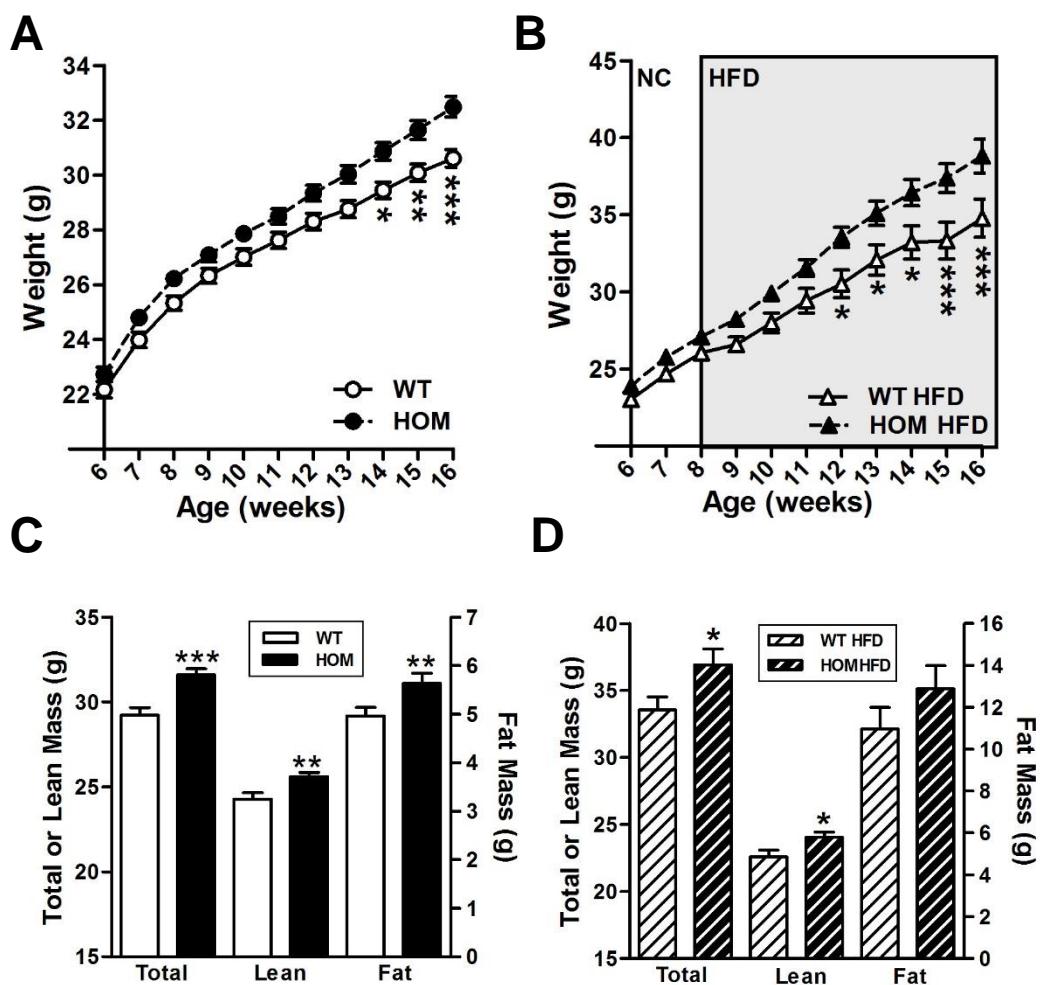 A
34
32
30
28
26
24
22
Weight (g)
* ** ***
WT
HOM
6 7 8 9 10 11 12 13 14 15 16
Age (weeks)
B
45
40
35
30
25
Weight (g)
NC HFD
* * * *** ***
WT HFD
HOM HFD
6 7 8 9 10 11 12 13 14 15 16
Age (weeks)
C
35
30
25
20
15
Total or Lean Mass (g)
WT
HOM
*** ** **
7
6
5
4
3
2
1
0
Fat Mass (g)
Total Lean Fat
D
40
35
30
25
20
15
Total or Lean Mass (g)
WT HFD
HOMHFD
* *
16
14
12
10
8
6
4
2
0
Fat Mass (g)
Total Lean Fat